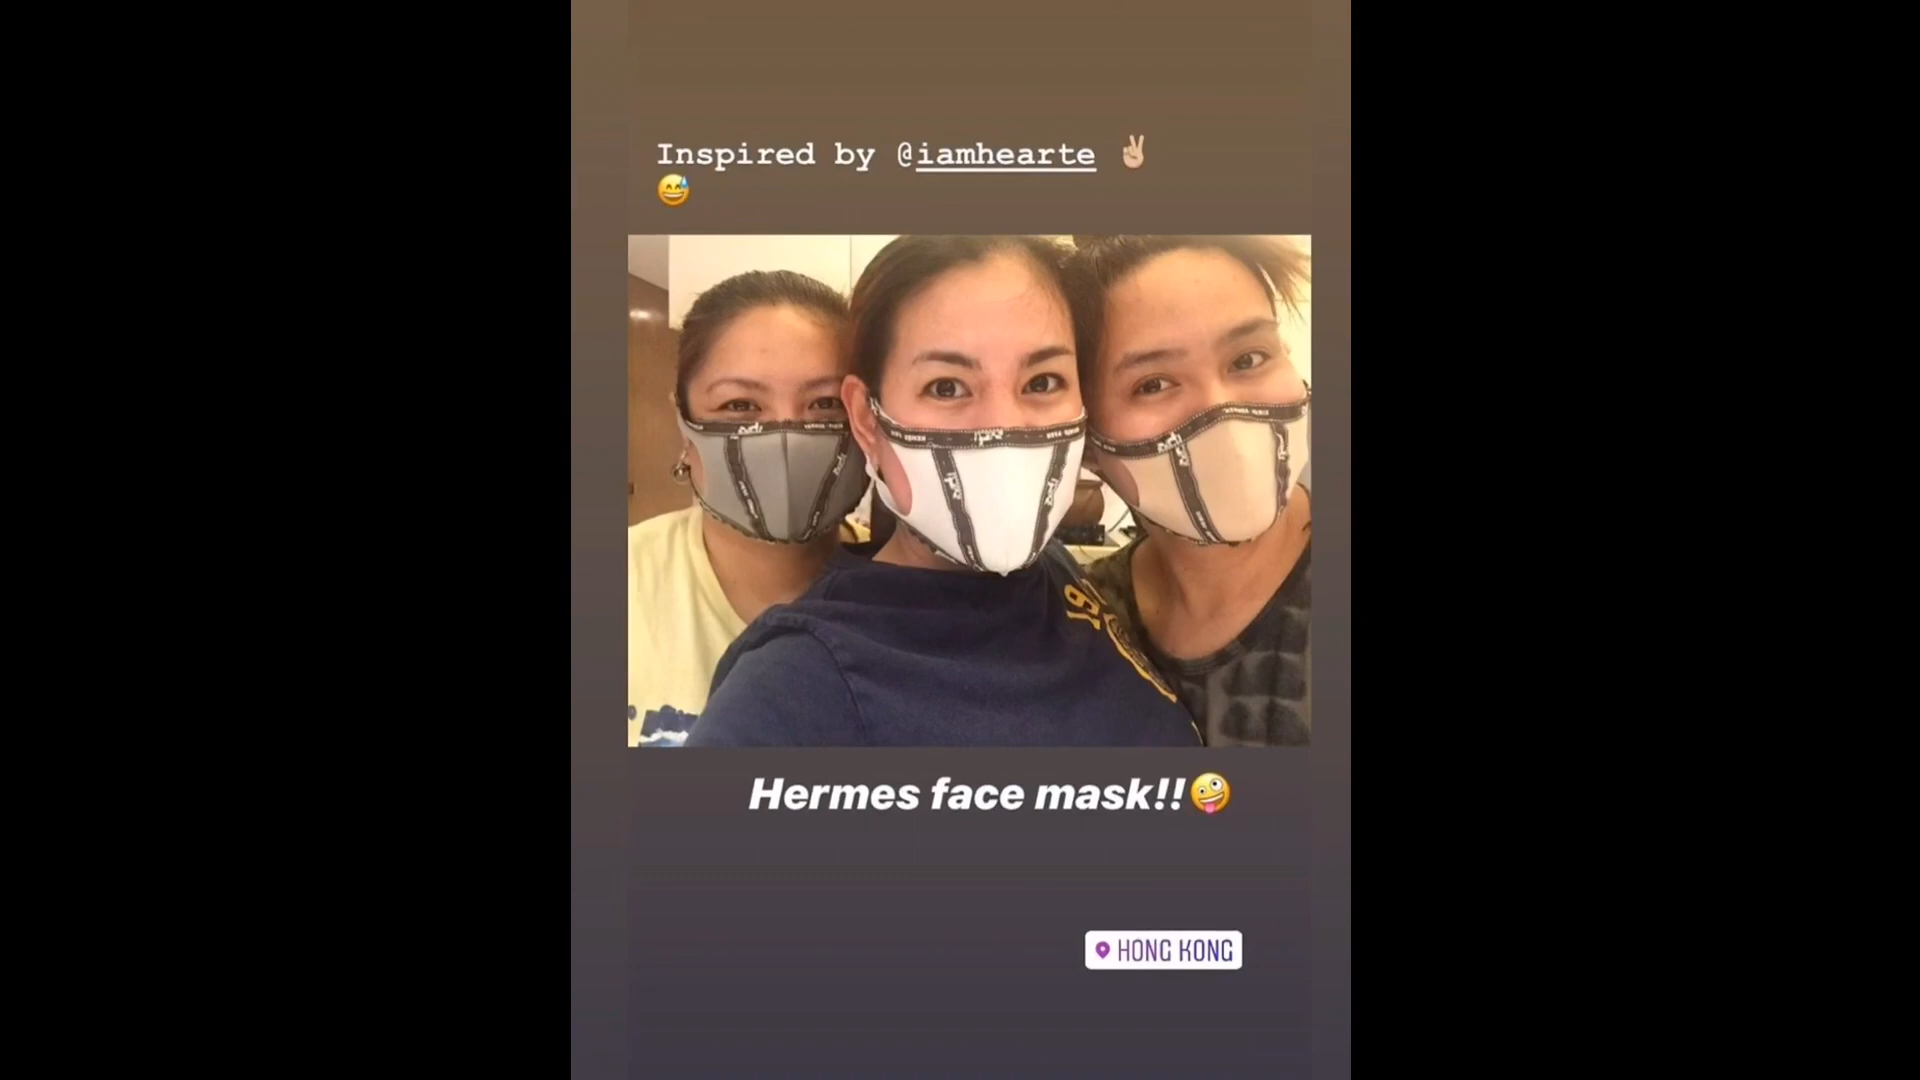 Inspired by @iamhearte ✌🏼
😅
Hermes face mask!!🤪
HONG KONG